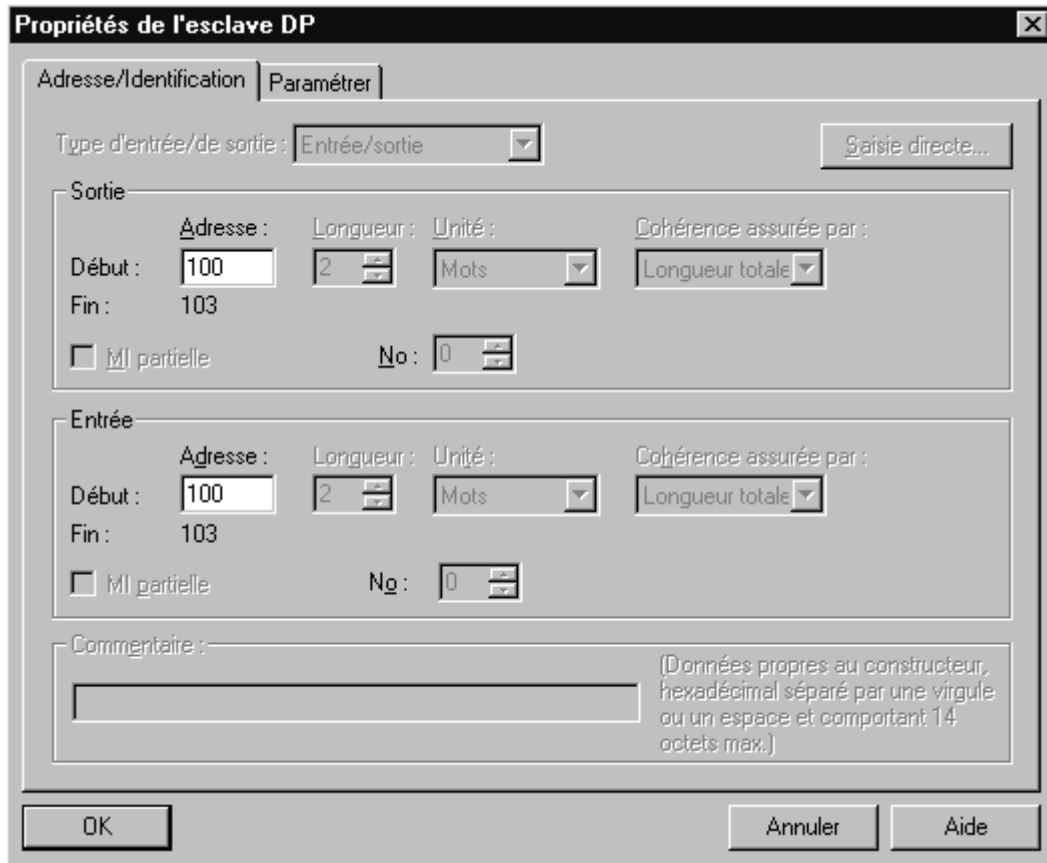 Propriétés de l'esclave DP
Adresse/Identification Paramétrer
Type d'entrée/de sortie : Entrée/sortie Saisie directe...
Sortie
Adresse : Longueur : Unité : Cohérence assurée par :
Début : 100 2 Mots Longueur totale
Fin : 103
MI partielle No : 0
Entrée
Adresse : Longueur : Unité : Cohérence assurée par :
Début : 100 2 Mots Longueur totale
Fin : 103
MI partielle No : 0
Commentaire :
(Données propres au constructeur,
hexadécimal séparé par une virgule
ou un espace et comportant 14
octets max.)
OK Annuler Aide